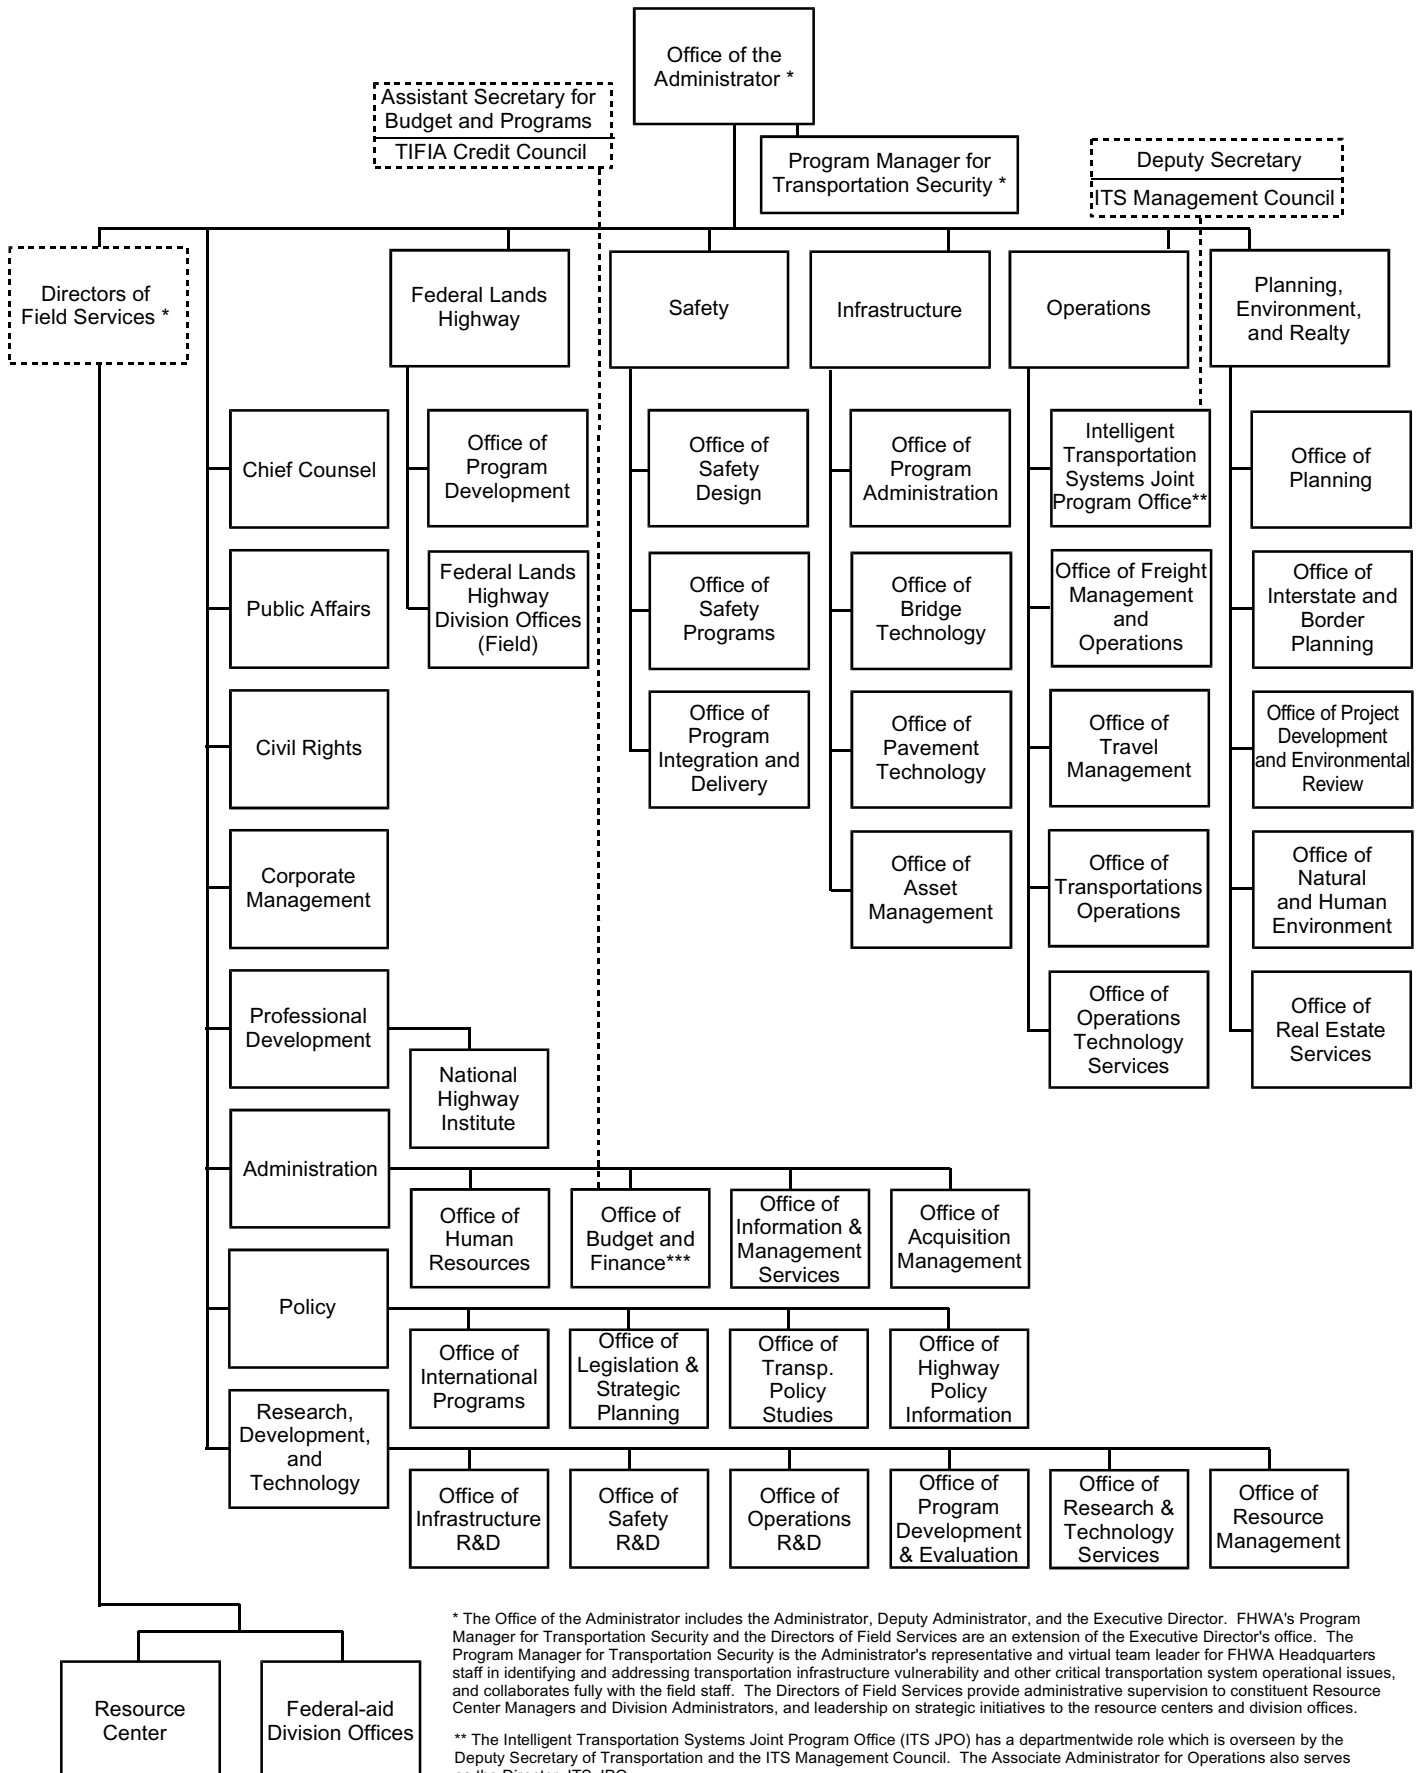 Office of the
Administrator *
Assistant Secretary for
Budget and Programs
TIFIA Credit Council
Program Manager for
Transportation Security *
Deputy Secretary
ITS Management Council
Directors of
Field Services *
Federal Lands
Highway
Safety
Infrastructure
Operations
Planning,
Environment,
and Realty
Chief Counsel
Office of
Program
Development
Office of
Safety
Design
Office of
Program
Administration
Intelligent
Transportation
Systems Joint
Program Office**
Office of
Planning
Public Affairs
Federal Lands
Highway
Division Offices
(Field)
Office of
Safety
Programs
Office of
Bridge
Technology
Office of Freight
Management
and
Operations
Office of
Interstate and
Border
Planning
Civil Rights
Office of
Program
Integration and
Delivery
Office of
Pavement
Technology
Office of
Travel
Management
Office of Project
Development
and Environmental
Review
Corporate
Management
Office of
Asset
Management
Office of
Transportations
Operations
Office of
Natural
and Human
Environment
Professional
Development
National
Highway
Institute
Office of
Operations
Technology
Services
Office of
Real Estate
Services
Administration
Office of
Human
Resources
Office of
Budget and
Finance***
Office of
Information &
Management
Services
Office of
Acquisition
Management
Policy
Office of
International
Programs
Office of
Legislation &
Strategic
Planning
Office of
Transp.
Policy
Studies
Office of
Highway
Policy
Information
Research,
Development,
and
Technology
Office of
Infrastructure
R&D
Office of
Safety
R&D
Office of
Operations
R&D
Office of
Program
Development
& Evaluation
Office of
Research &
Technology
Services
Office of
Resource
Management
Resource
Center
Federal-aid
Division Offices
* The Office of the Administrator includes the Administrator, Deputy Administrator, and the Executive Director. FHWA's Program
Manager for Transportation Security and the Directors of Field Services are an extension of the Executive Director's office. The
Program Manager for Transportation Security is the Administrator's representative and virtual team leader for FHWA Headquarters
staff in identifying and addressing transportation infrastructure vulnerability and other critical transportation system operational issues,
and collaborates fully with the field staff. The Directors of Field Services provide administrative supervision to constituent Resource
Center Managers and Division Administrators, and leadership on strategic initiatives to the resource centers and division offices.
** The Intelligent Transportation Systems Joint Program Office (ITS JPO) has a departmentwide role which is overseen by the
Deputy Secretary of Transportation and the ITS Management Council. The Associate Administrator for Operations also serves